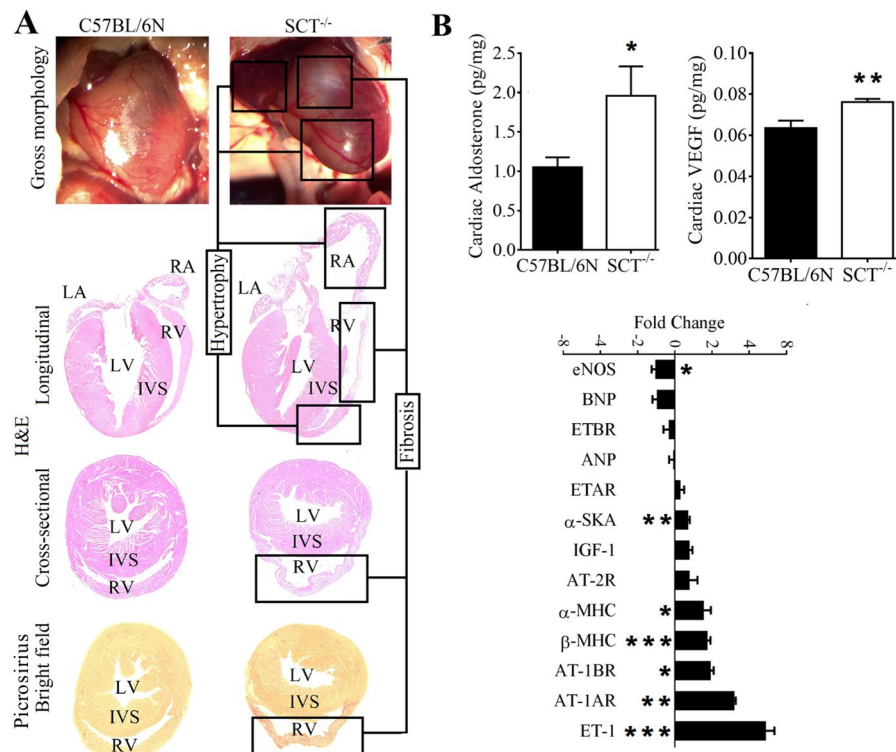 A
C57BL/6N
SCT-/-
Gross morphology
Hypertrophy
Fibrosis
H&E
Longitudinal
LA
RA
LV
RV
IVS
LA
RA
LV
RV
IVS
Cross-sectional
LV
IVS
RV
LV
IVS
RV
Picrosirius
Bright field
LV
IVS
RV
LV
IVS
RV
B
Cardiac Aldosterone (pg/mg)
2.5
2.0
1.5
1.0
0.5
0.0
*
C57BL/6N
SCT-/-
Cardiac VEGF (pg/mg)
0.10
0.08
0.06
0.04
0.02
0.00
**
C57BL/6N
SCT-/-
Fold Change
-8
-2
0
2
8
eNOS *
BNP
ETBR
ANP
ETAR
α-SKA **
IGF-1
AT-2R
α-MHC *
β-MHC ***
AT-1BR *
AT-1AR **
ET-1 ***